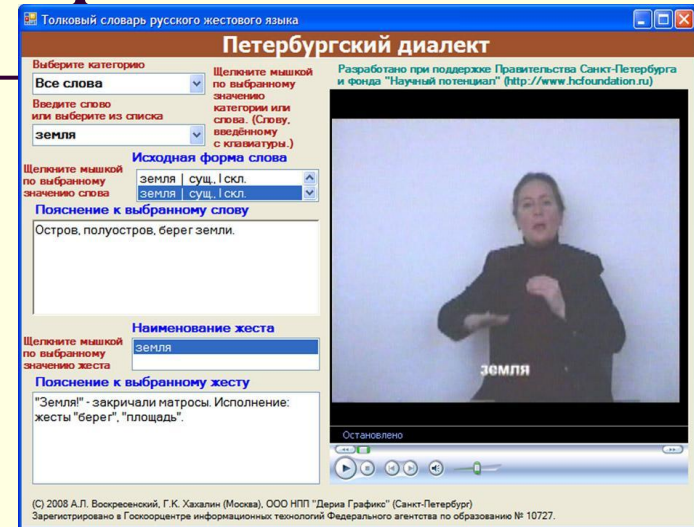 Толковый словарь русского жестового языка
Петербургский диалект
Выберите категорию
Все слова
Введите слово
или выберите из списка
земля
Щелкните мышкой
по выбранному
значению
категории или
слова. (Слову,
введённому
с клавиатуры.)
Исходная форма слова
Щелкните мышкой
по выбранному
значению слова
земля | сущ., I скл.
земля | сущ., I скл.
Пояснение к выбранному слову
Остров, полуостров, берег земли.
Наименование жеста
Щелкните мышкой
по выбранному
значению жеста
земля
Пояснение к выбранному жесту
"Земля!" - закричали матросы. Исполнение:
жесты "берег", "площадь".
Разработано при поддержке Правительства Санкт-Петербурга
и фонда "Научный потенциал" (http://www.hcfoundation.ru)
земля
Остановлено
(C) 2008 А.Л. Воскресенский, Г.К. Хахалин (Москва), ООО НПП "Дериа Графикс" (Санкт-Петербург)
Зарегистрировано в Госкоорцентре информационных технологий Федерального агентства по образованию № 10727.